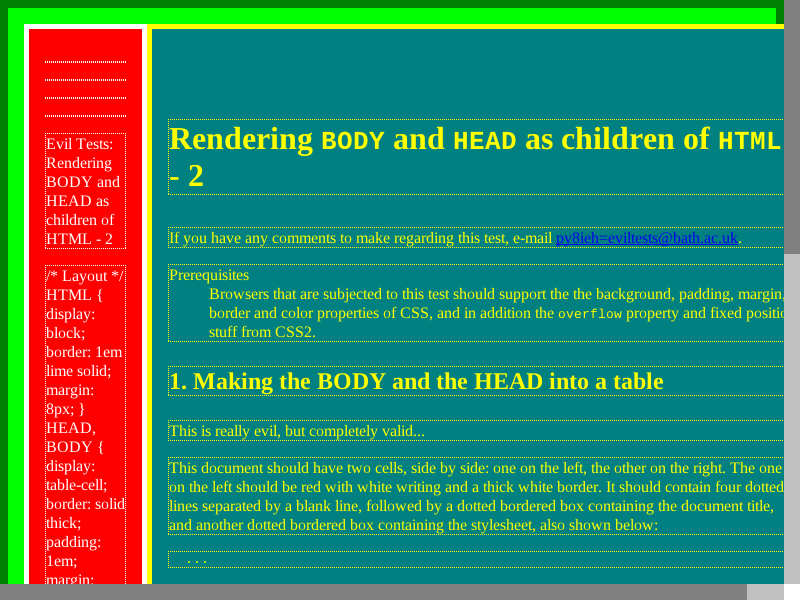 Evil Tests:
Rendering
BODY and
HEAD as
children of
HTML - 2
/* Layout */
HTML {
display:
block;
border: 1em
lime solid;
margin:
8px; }
HEAD,
BODY {
display:
table-cell;
border: solid
thick;
padding:
1em;
margin:
Rendering BODY and HEAD as children of HTML
- 2
If you have any comments to make regarding this test, e-mail py8ieh=eviltests@bath.ac.uk.
Prerequisites
Browsers that are subjected to this test should support the the background, padding, margin,
border and color properties of CSS, and in addition the overflow property and fixed positio
stuff from CSS2.
1. Making the BODY and the HEAD into a table
This is really evil, but completely valid...
This document should have two cells, side by side: one on the left, the other on the right. The one
on the left should be red with white writing and a thick white border. It should contain four dotted
lines separated by a blank line, followed by a dotted bordered box containing the document title,
and another dotted bordered box containing the stylesheet, also shown below:
. . .